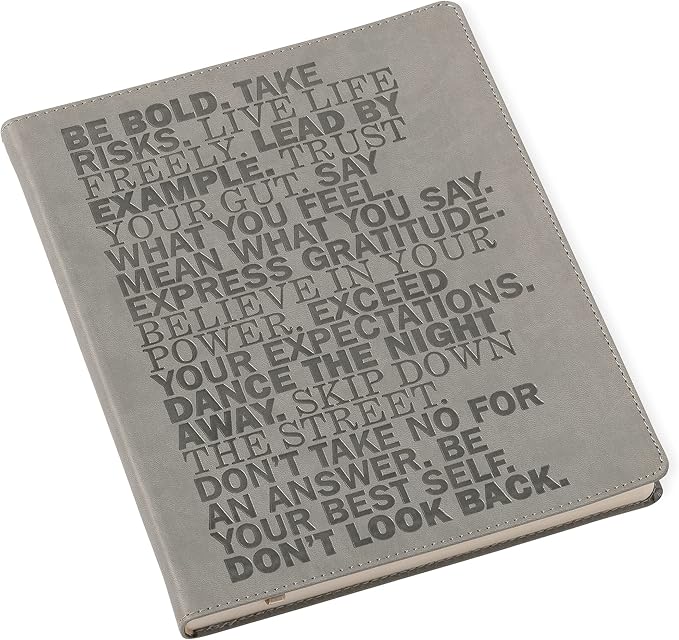 BE BOLD. TAKE
RISKS. LIVE LIFE
FREELY. LEAD BY
EXAMPLE. TRUST
YOUR GUT. SAY
WHAT YOU FEEL.
MEAN WHAT YOU SAY.
EXPRESS GRATITUDE.
BELIEVE IN YOUR
POWER. EXCEED
YOUR EXPECTATIONS.
DANCE THE NIGHT
AWAY. SKIP DOWN
THE STREET.
DON'T TAKE NO FOR
AN ANSWER. BE
YOUR BEST SELF.
DON'T LOOK BACK.